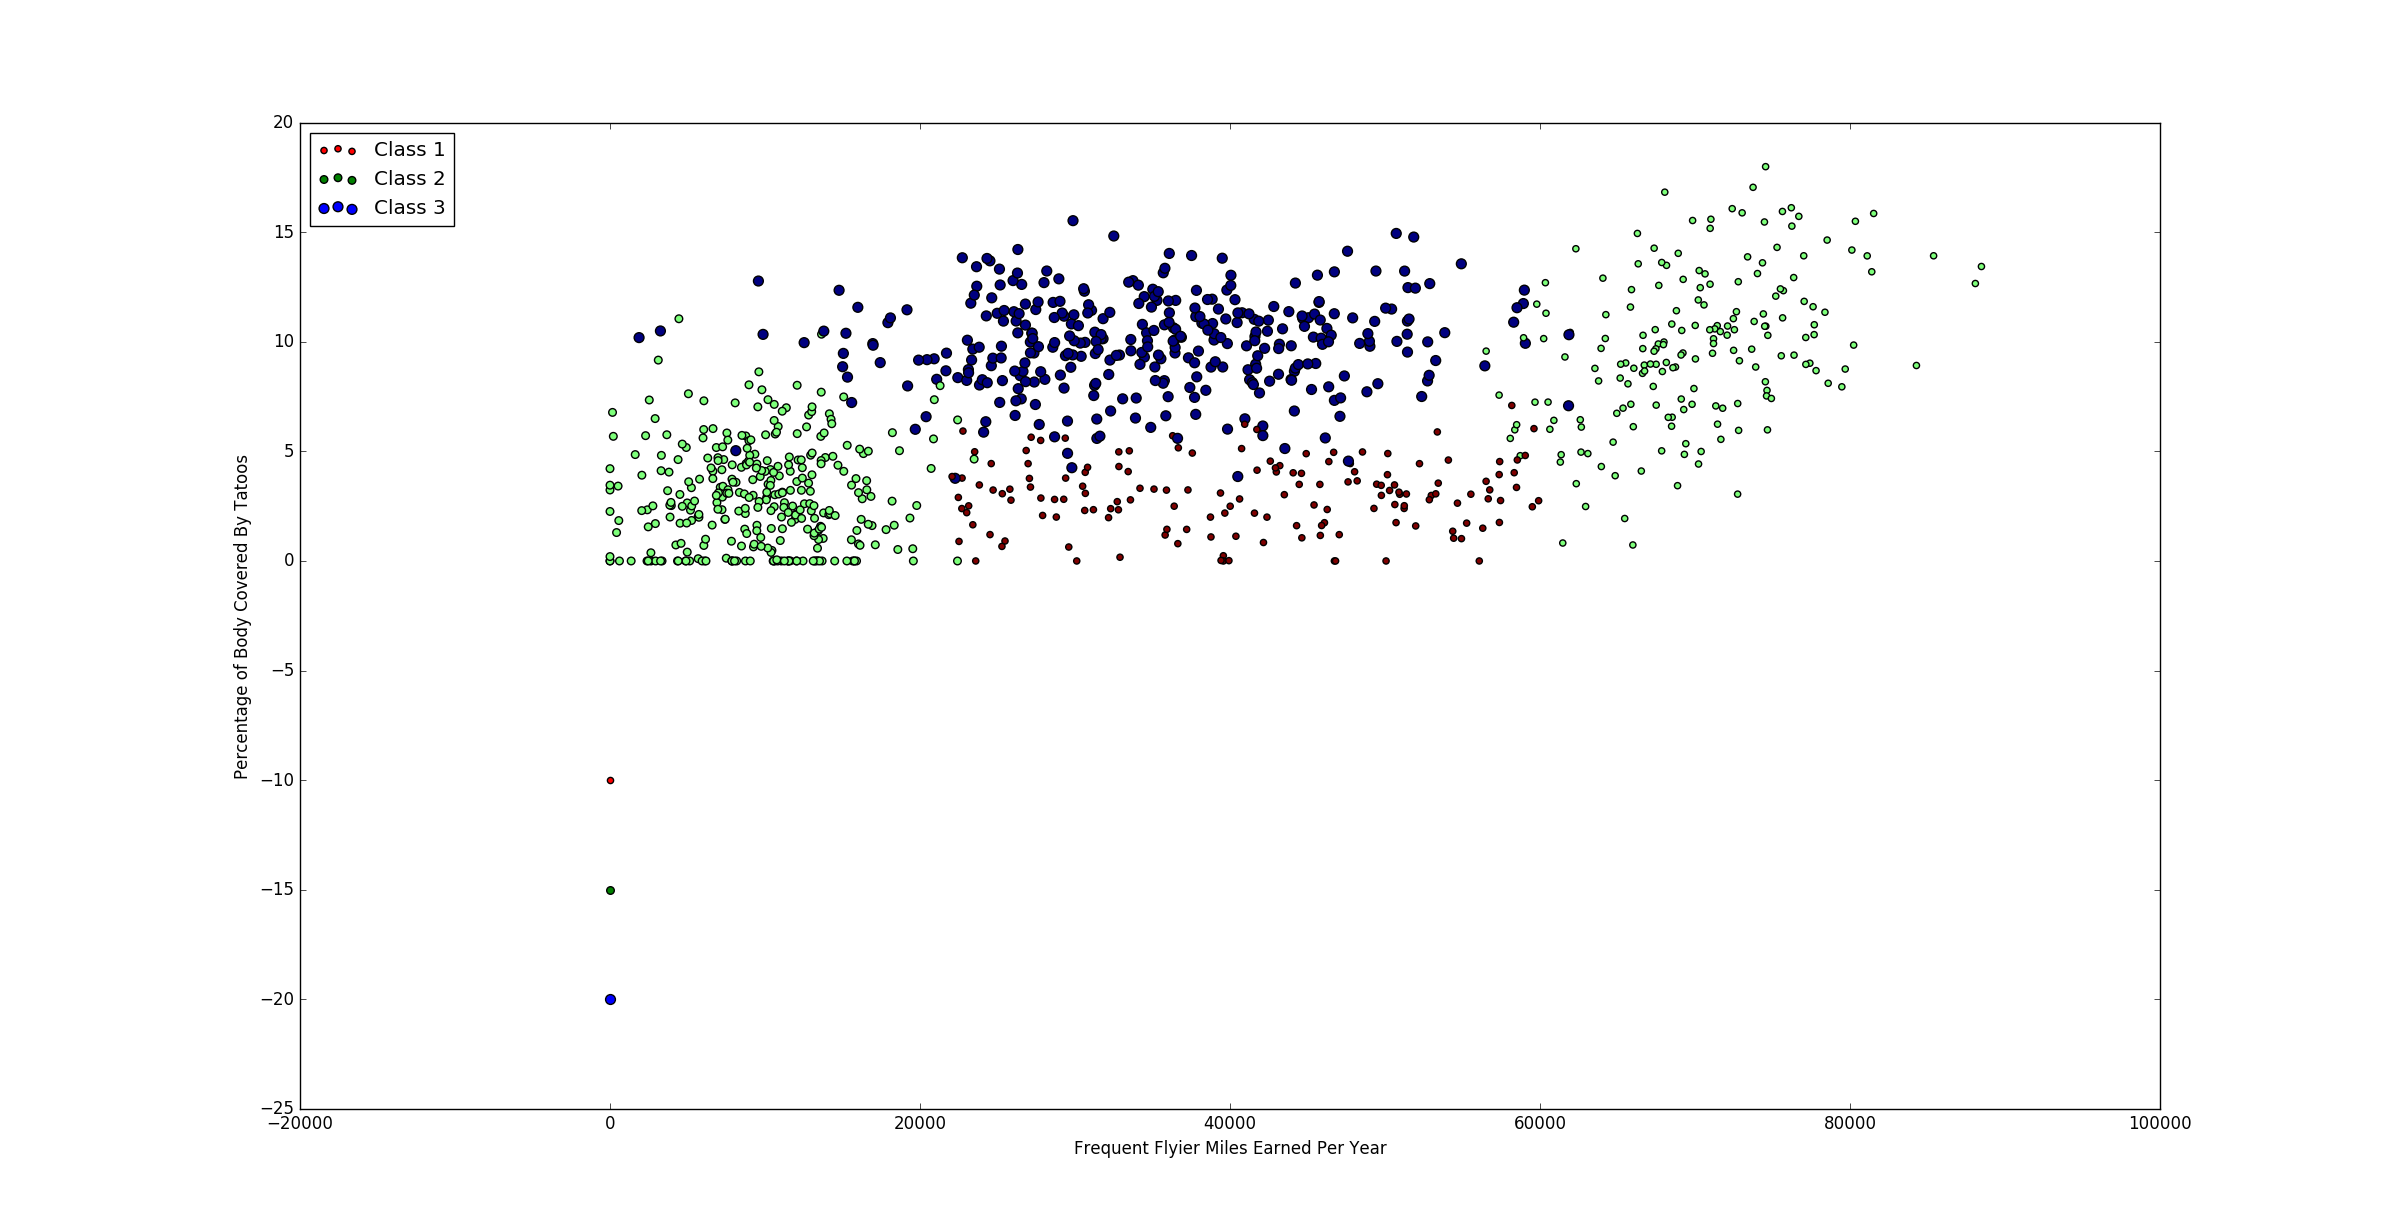 20
15
10
5
0
−5
−10
−15
−20
−25
Class 1
Class 2
Class 3
Percentage of Body Covered By Tatoos
−20000 0 20000 40000 60000 80000 100000
Frequent Flyier Miles Earned Per Year